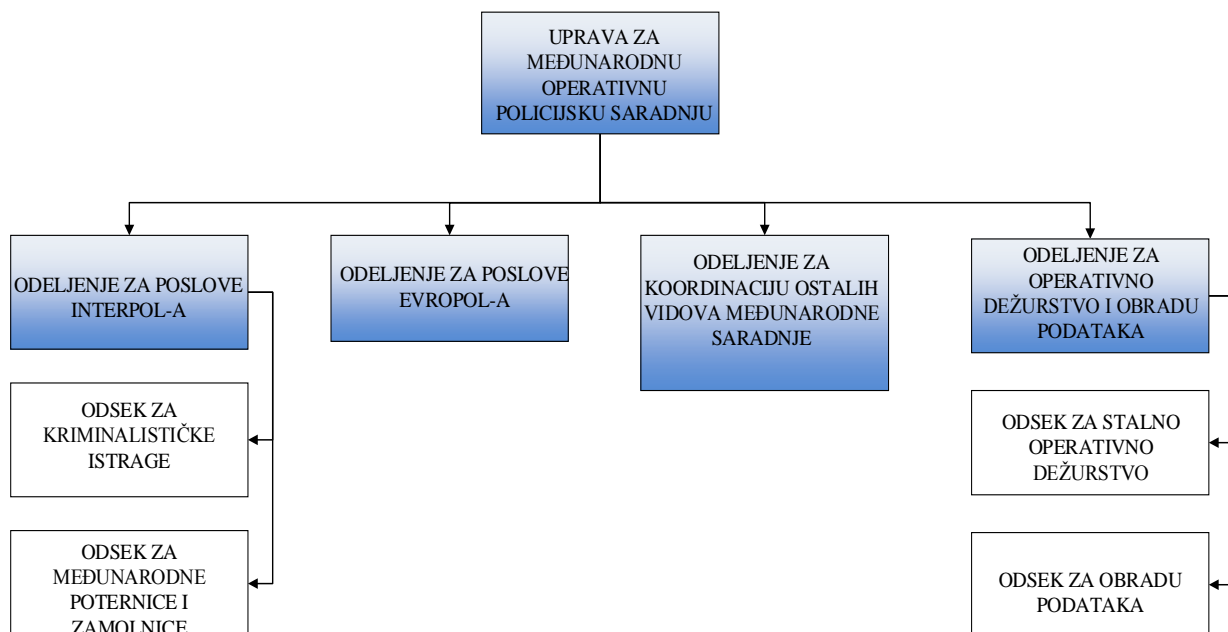 UPRAVA ZA
MEĐUNARODNU
OPERATIVNU
POLICIJSKU SARADNJU
ODELJENJE ZA POSLOVE
INTERPOL-A
ODELJENJE ZA POSLOVE
EVROPOL-A
ODELJENJE ZA
KOORDINACIJU OSTALIH
VIDOVA MEĐUNARODNE
SARADNJE
ODELJENJE ZA
OPERATIVNO
DEŽURSTVO I OBRADU
PODATAKA
ODSEK ZA
KRIMINALISTIČKE
ISTRAGE
ODSEK ZA STALNO
OPERATIVNO
DEŽURSTVO
ODSEK ZA
MEĐUNARODNE
POTERNICE I
ZAMOLNICE
ODSEK ZA OBRADU
PODATAKA